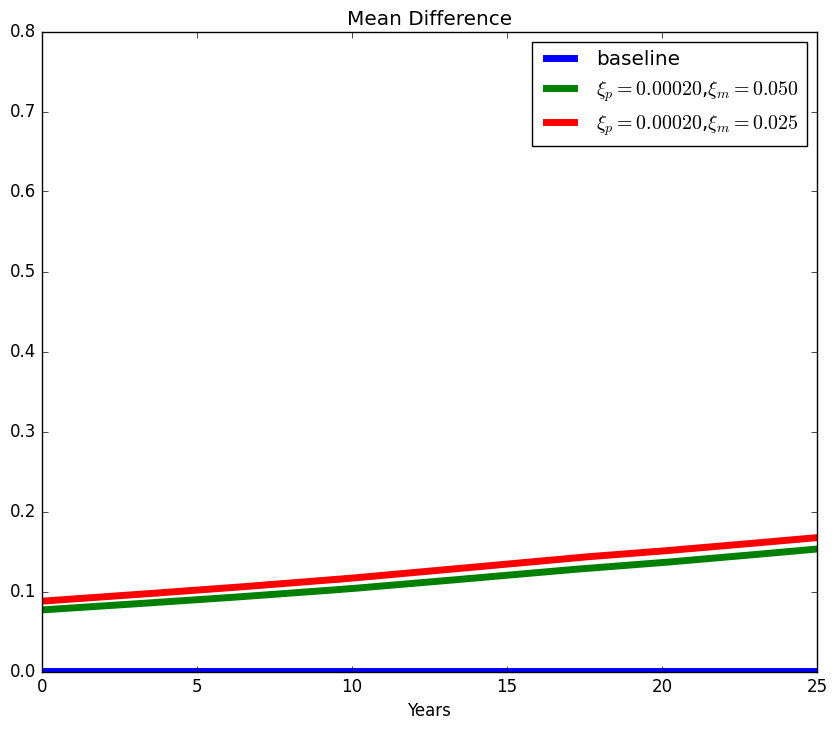 Mean Difference
0.8
0.7
0.6
0.5
0.4
0.3
0.2
0.1
0.0
baseline
ξₚ = 0.00020,ξₘ = 0.050
ξₚ = 0.00020,ξₘ = 0.025
0 5 10 15 20 25
Years